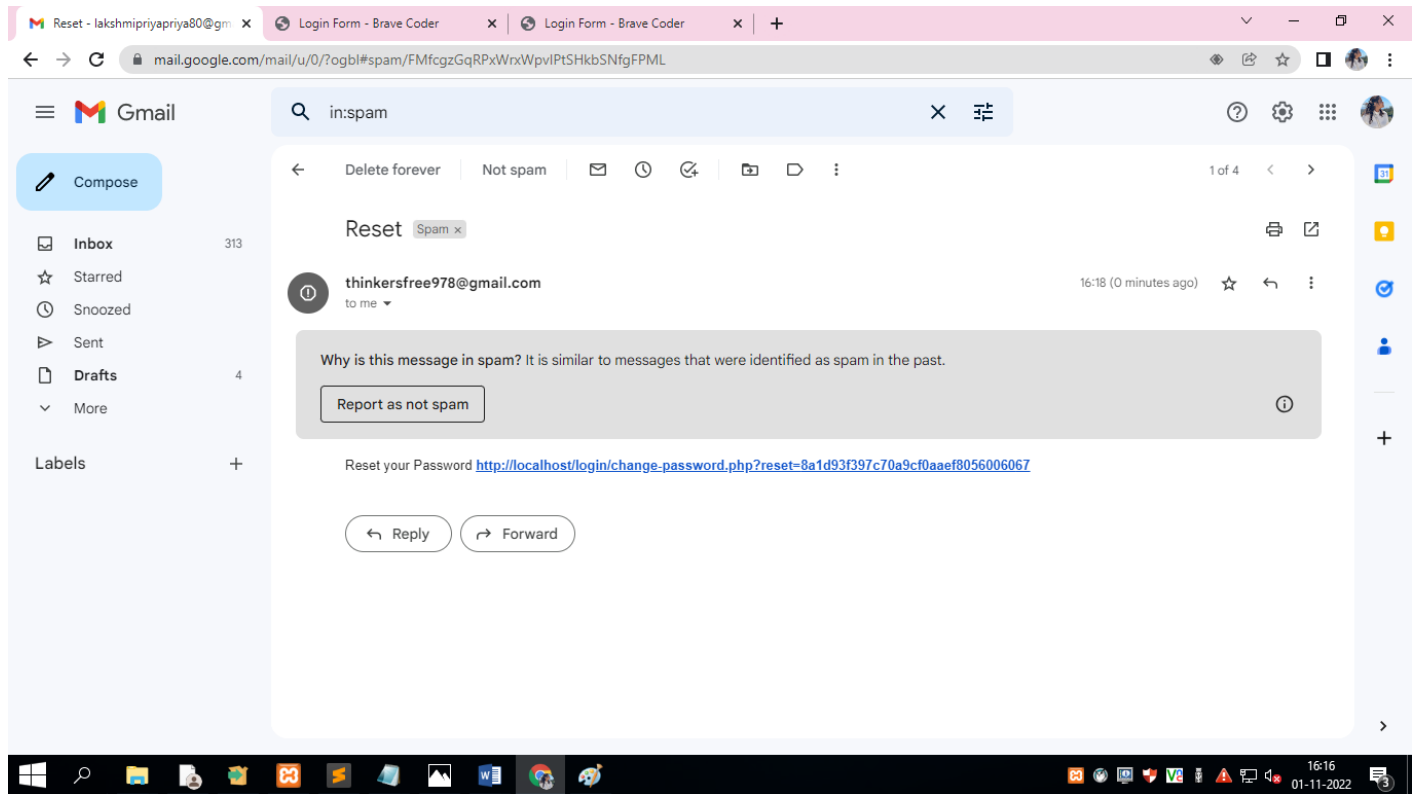 Reset - lakshmipriyapriya80@gm
Login Form - Brave Coder
Login Form - Brave Coder
mail.google.com/mail/u/0/?ogbl#spam/FMfcgzGqRPxWrxWpvlPtSHkbSNfgFPML
Gmail
in:spam
Compose
Delete forever
Not spam
1 of 4
31
Reset
Spam ×
Inbox
313
Starred
thinkersfree978@gmail.com
16:18 (0 minutes ago)
to me
Snoozed
Sent
Drafts
4
More
Why is this message in spam? It is similar to messages that were identified as spam in the past.
Report as not spam
Labels
Reset your Password http://localhost/login/change-password.php?reset=8a1d93f397c70a9cf0aaef8056006067
Reply
Forward
16:16
01-11-2022
3